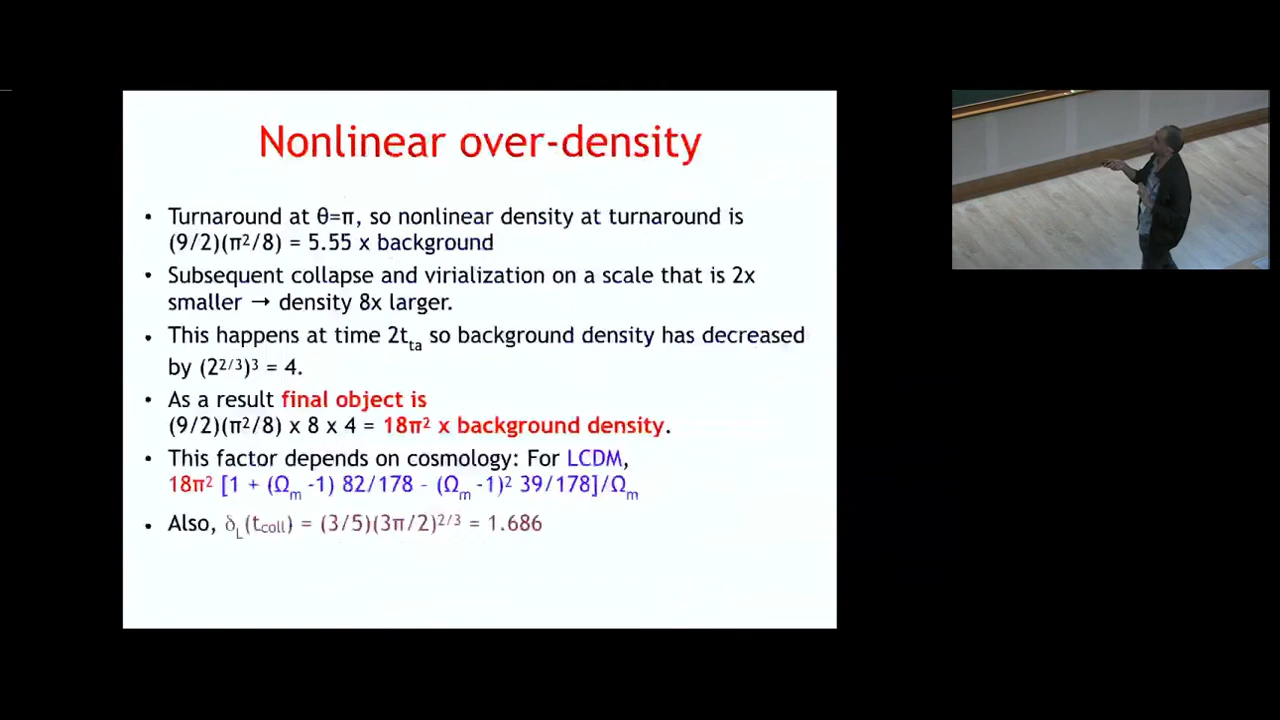 Nonlinear over-density
• Turnaround at θ=π, so nonlinear density at turnaround is
(9/2)(π²/8) = 5.55 x background
• Subsequent collapse and virialization on a scale that is 2x
smaller → density 8x larger.
• This happens at time 2t_ta so background density has decreased
by (2^2/3)³ = 4.
• As a result final object is
(9/2)(π²/8) x 8 x 4 = 18π² x background density.
• This factor depends on cosmology: For LCDM,
18π² [1 + (Ω_m -1) 82/178 - (Ω_m -1)² 39/178]/Ω_m
• Also, δ_L(t_coll) = (3/5)(3π/2)^2/3 = 1.686